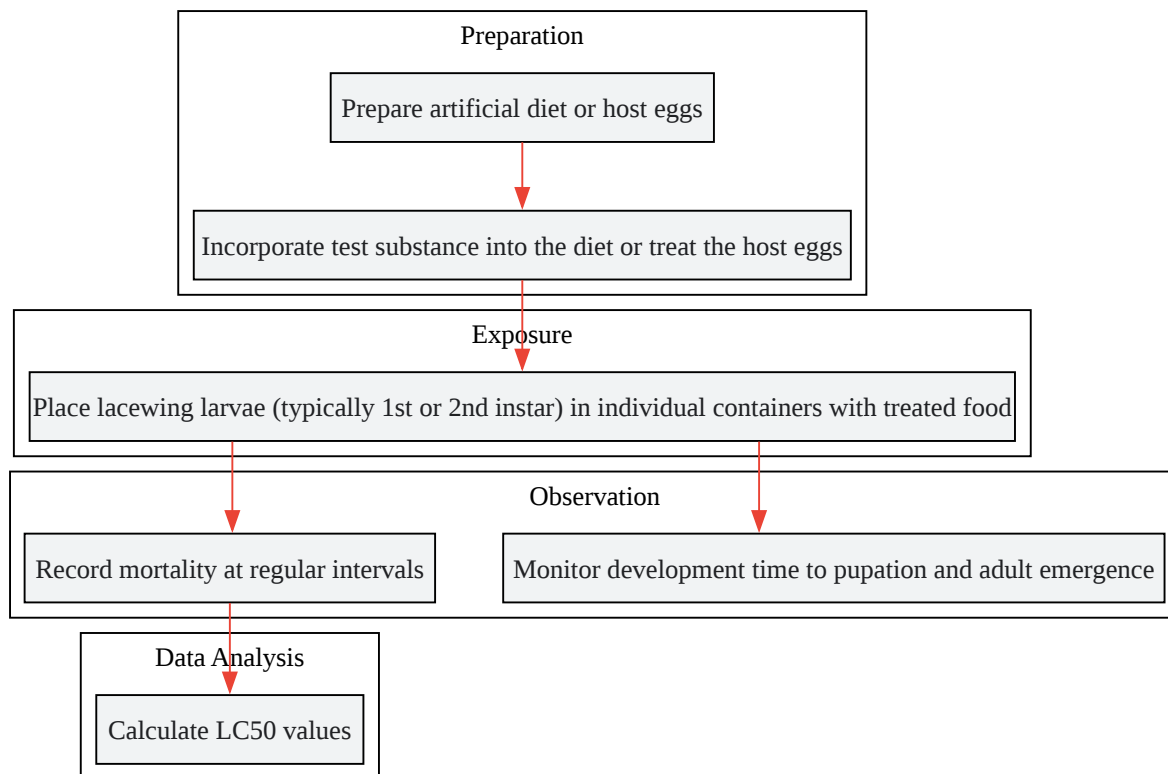 Preparation
Prepare artificial diet or host eggs
Incorporate test substance into the diet or treat the host eggs
Exposure
Place lacewing larvae (typically 1st or 2nd instar) in individual containers with treated food
Observation
Record mortality at regular intervals
Monitor development time to pupation and adult emergence
Data Analysis
Calculate LC50 values